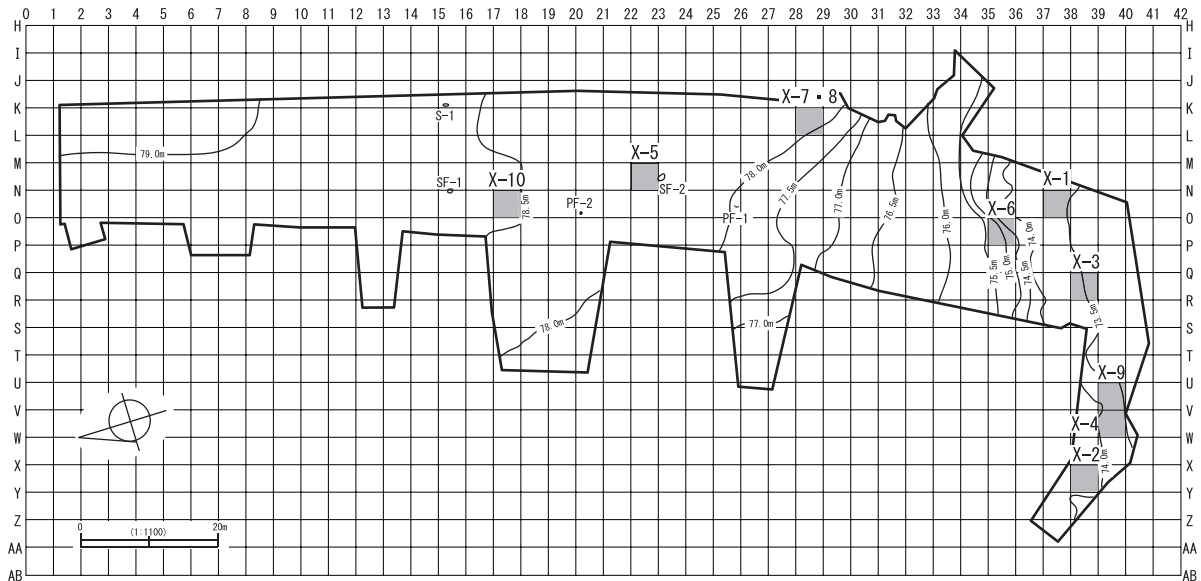 0 1 2 3 4 5 6 7 8 9 10 11 12 13 14 15 16 17 18 19 20 21 22 23 24 25 26 27 28 29 30 31 32 33 34 35 36 37 38 39 40 41 42
H H
I I
J J
X-7・8
K K
S-1
L L
79.0m
X-5
M M
78.0m
77.5m
SF-1
X-10
SF-2
X-1
N N
78.5m
PF-2
PF-1
77.0m
76.5m
76.0m
X-6
O O
74.0m
P P
75.5m
75.0m
74.5m
X-3
Q Q
R R
73.5m
78.0m
77.0m
S S
T T
X-9
U U
V V
X-4
W W
X-2
74.0m
X X
Y Y
Z Z
0 (1:1100) 20m
AA AA
AB AB